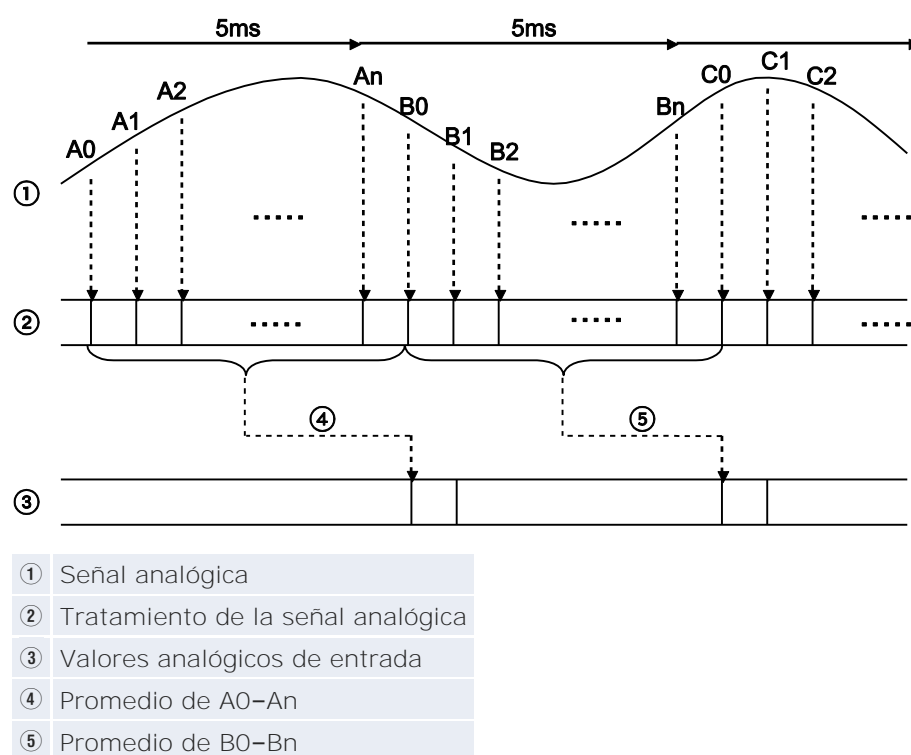 5ms 5ms
A0 A1 A2 An B0 B1 B2 Bn C0 C1 C2
①
②
④ ⑤
③
① Señal analógica
② Tratamiento de la señal analógica
③ Valores analógicos de entrada
④ Promedio de A0–An
⑤ Promedio de B0–Bn